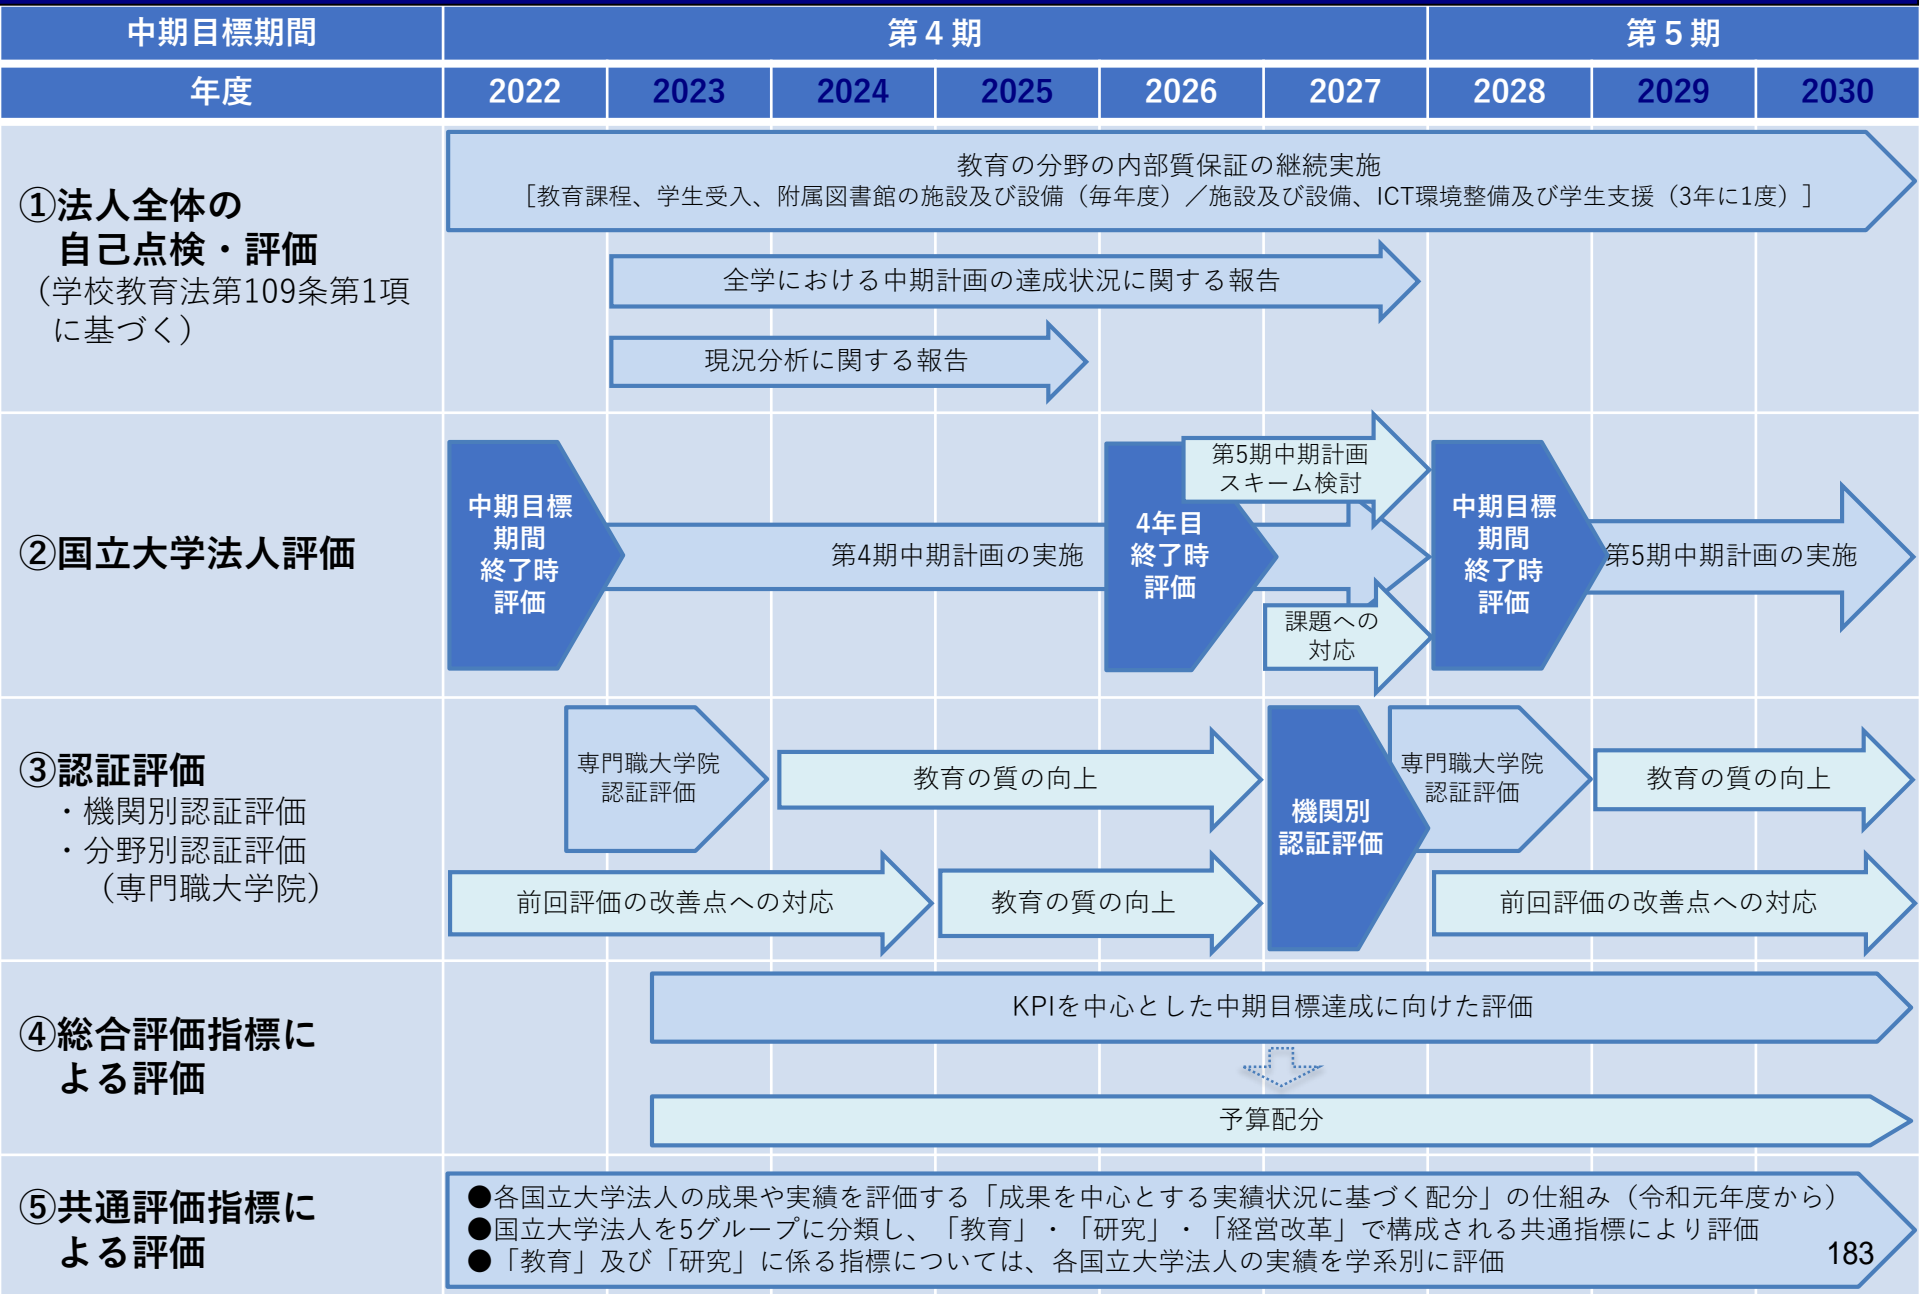 中期目標期間
第４期
第５期
年度
2022
2023
2024
2025
2026
2027
2028
2029
2030
①法人全体の
自己点検・評価
（学校教育法第109条第1項
に基づく）
教育の分野の内部質保証の継続実施
［教育課程、学生受入、附属図書館の施設及び設備（毎年度）／施設及び設備、ICT環境整備及び学生支援（3年に1度）］
全学における中期計画の達成状況に関する報告
現況分析に関する報告
②国立大学法人評価
中期目標
期間
終了時
評価
第4期中期計画の実施
4年目
終了時
評価
第5期中期計画
スキーム検討
課題への
対応
中期目標
期間
終了時
評価
第5期中期計画の実施
③認証評価
・機関別認証評価
・分野別認証評価
（専門職大学院）
専門職大学院
認証評価
教育の質の向上
機関別
認証評価
専門職大学院
認証評価
教育の質の向上
前回評価の改善点への対応
教育の質の向上
前回評価の改善点への対応
④総合評価指標に
よる評価
KPIを中心とした中期目標達成に向けた評価
予算配分
⑤共通評価指標に
よる評価
●各国立大学法人の成果や実績を評価する「成果を中心とする実績状況に基づく配分」の仕組み（令和元年度から）
●国立大学法人を5グループに分類し、「教育」・「研究」・「経営改革」で構成される共通指標により評価
●「教育」及び「研究」に係る指標については、各国立大学法人の実績を学系別に評価
183